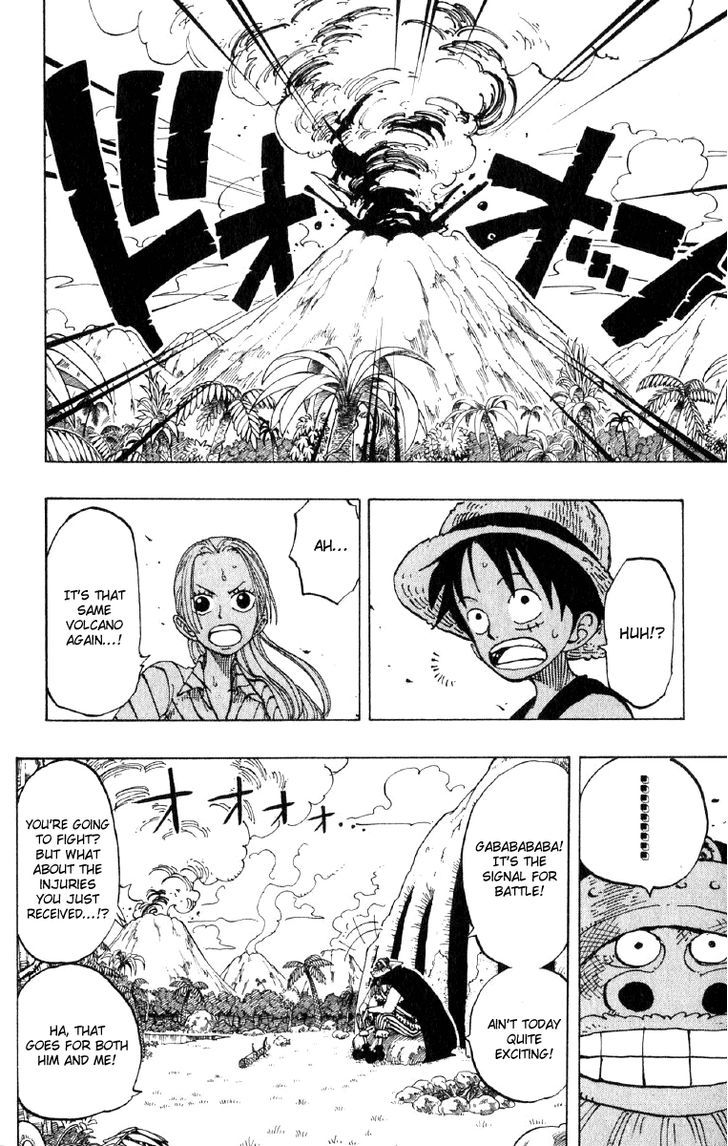 ドオオッン
HUH!?
AH...
IT'S THAT
SAME
VOLCANO
AGAIN...!
GABABABABA!
IT'S THE
SIGNAL FOR
BATTLE!
AIN'T TODAY
QUITE
EXCITING!
オオオオ
YOU'RE GOING
TO FIGHT?
BUT WHAT
ABOUT THE
INJURIES
YOU JUST
RECEIVED...!?
HA, THAT
GOES FOR BOTH
HIM AND ME!